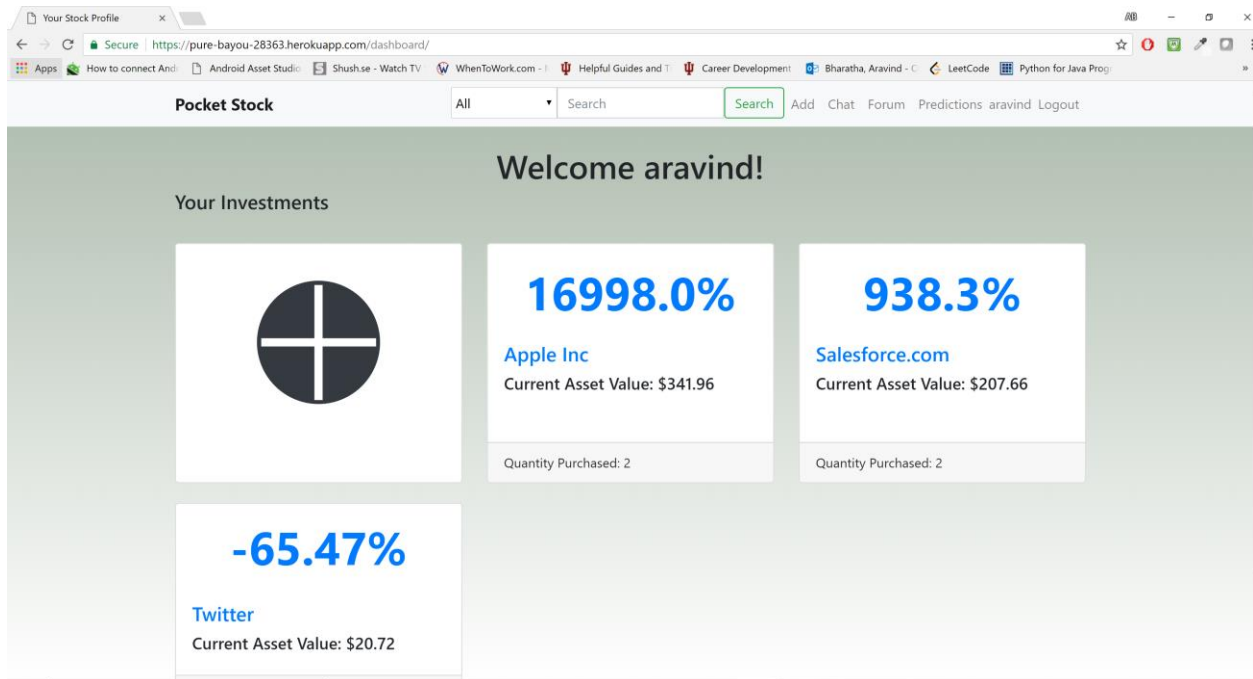 Your Stock Profile
Secure https://pure-bayou-28363.herokuapp.com/dashboard/
Apps How to connect And Android Asset Studio Shush.se - Watch TV WhenToWork.com - Helpful Guides and T Career Development Bharatha, Aravind - LeetCode Python for Java Prog
Pocket Stock All Search Search Add Chat Forum Predictions aravind Logout
Welcome aravind!
Your Investments
16998.0%
Apple Inc
Current Asset Value: $341.96
Quantity Purchased: 2
938.3%
Salesforce.com
Current Asset Value: $207.66
Quantity Purchased: 2
-65.47%
Twitter
Current Asset Value: $20.72